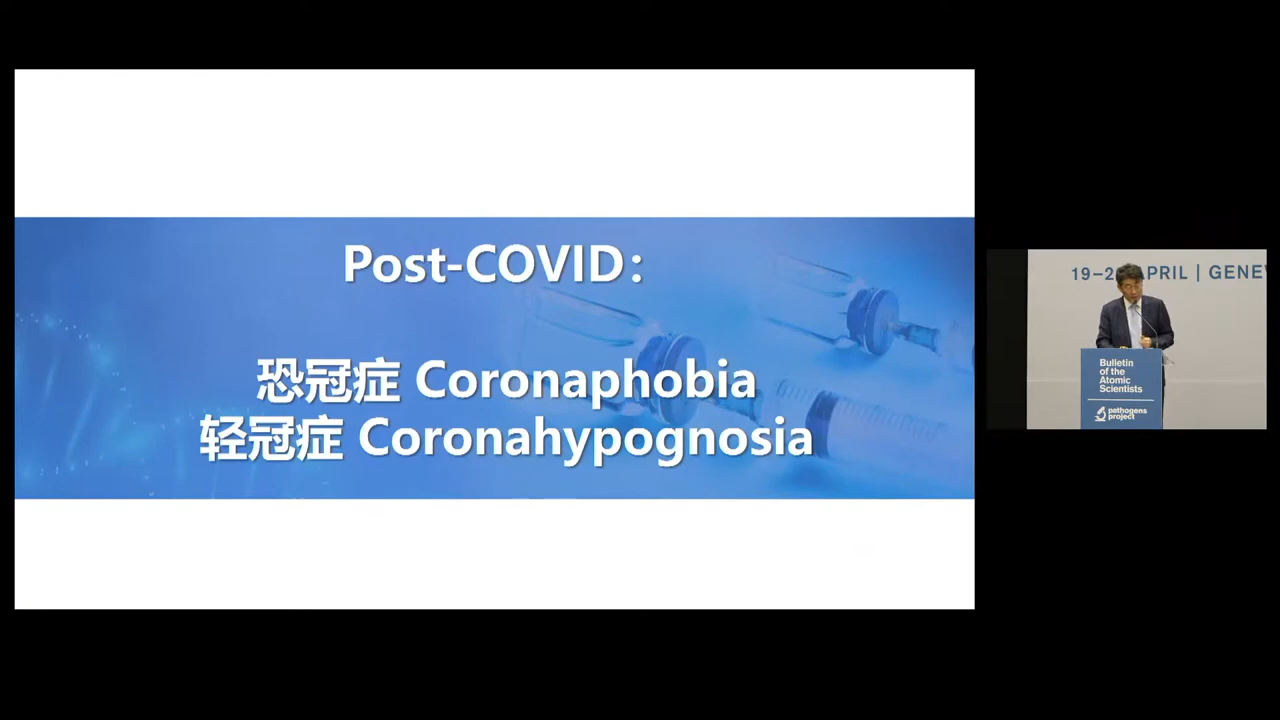 Post-COVID：
恐冠症 Coronaphobia
轻冠症 Coronahypognosia
19–2 APRIL | GENEV
Bulletin
of the
Atomic
Scientists
pathogens
project